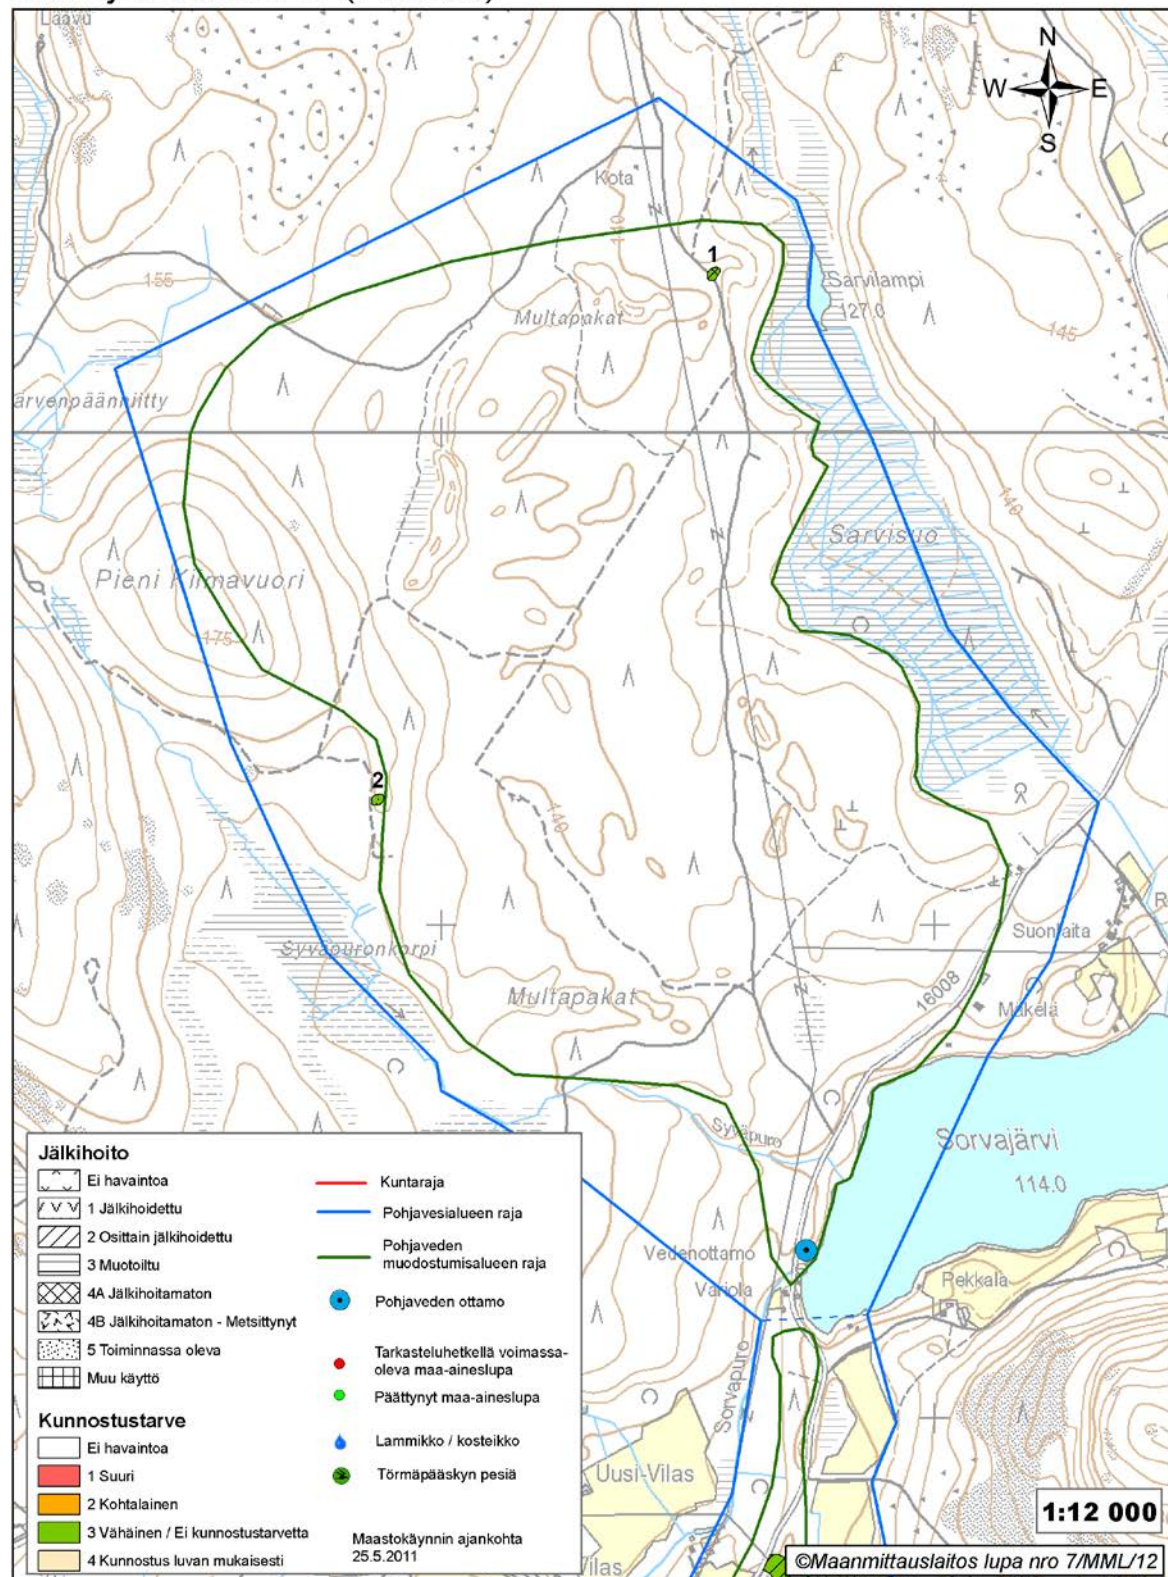 Laavu
N
W E
S
Kota
140
1
155
Sarvilampi
127.0
Multapakat
145
ärvenpäänniitty
N
140
Sarvisuo
Pieni Kiimavuori
175
2
140
Syväpuronkorpi
Suonlaita
16008
Multapakat
Mäkelä
Syväpuro
Sorvajärvi
114.0
Vedenottamo
Pekkala
Variola
Sorvapuro
Uusi-Vilas
Vilas
Jälkihoito
Ei havaintoa
1 Jälkihoidettu
2 Osittain jälkihoidettu
3 Muotoiltu
4A Jälkihoitamaton
4B Jälkihoitamaton - Metsittynyt
5 Toiminnassa oleva
Muu käyttö
Kunnostustarve
Ei havaintoa
1 Suuri
2 Kohtalainen
3 Vähäinen / Ei kunnostustarvetta
4 Kunnostus luvan mukaisesti
Kuntaraja
Pohjavesialueen raja
Pohjaveden
muodostumisalueen raja
Pohjaveden ottamo
Tarkasteluhetkellä voimassa-
oleva maa-aineslupa
Päättynyt maa-aineslupa
Lammikko / kosteikko
Törmäpääskyn pesiä
Maastokäynnin ajankohta
25.5.2011
1:12 000
©Maanmittauslaitos lupa nro 7/MML/12